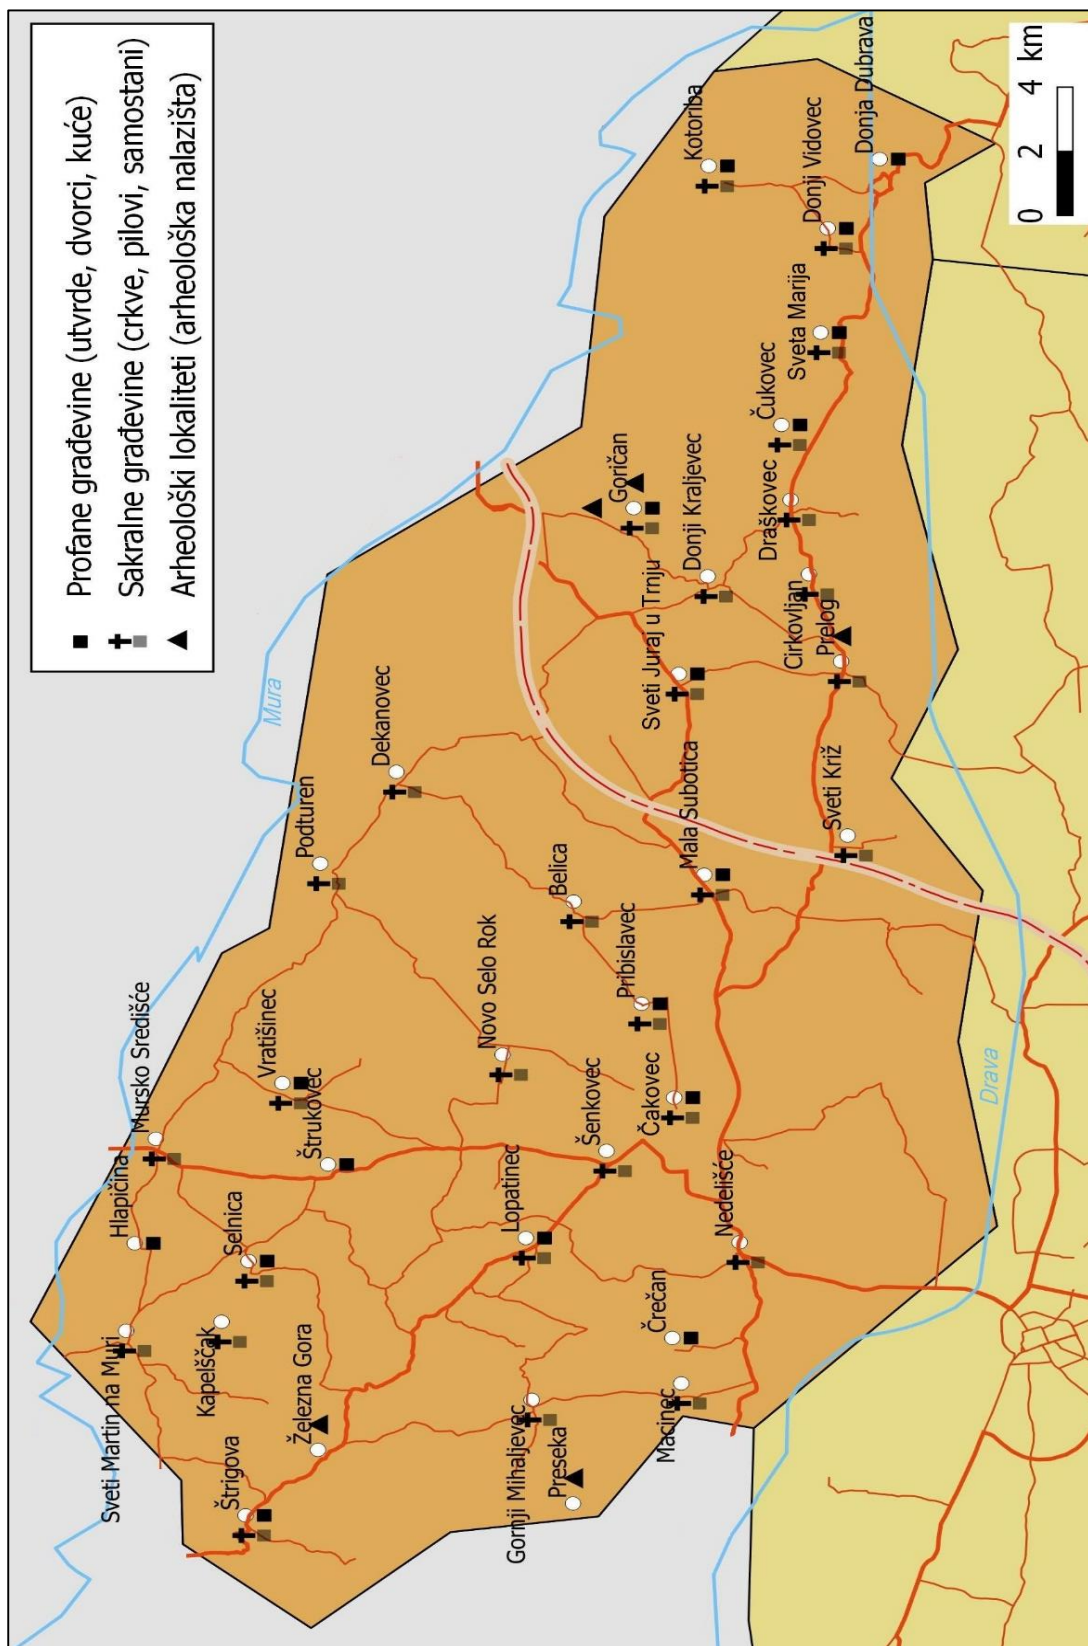 Profane građevine (utvrde, dvorci, kuće)
Sakralne građevine (crkve, pilovi, samostani)
Arheološki lokaliteti (arheološka nalazišta)
Mura
Sveti Martin na Muri
Hlapičina
Mursko Središće
Štrigova
Kapelščak
Selnica
Vratišinec
Železna Gora
Štrukovec
Podturen
Dekanovec
Gornji Mihaljevec
Lopatinec
Novo Selo Rok
Preseka
Šenkovec
Belica
Goričan
Macinec
Črečan
Čakovec
Pribislavec
Mala Subotica
Sveti Juraj u Trnju
Donji Kraljevec
Kotoriba
Nedelišće
Sveti Križ
Prelog
Cirkovljan
Draškovec
Čukovec
Sveta Marija
Donji Vidovec
Donja Dubrava
Drava
0 2 4 km